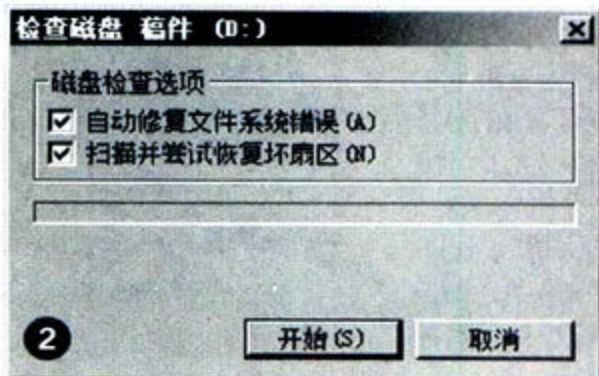 检查磁盘 稿件 (D:)
磁盘检查选项
自动修复文件系统错误(A)
扫描并尝试恢复坏扇区(N)
2
开始(S)
取消